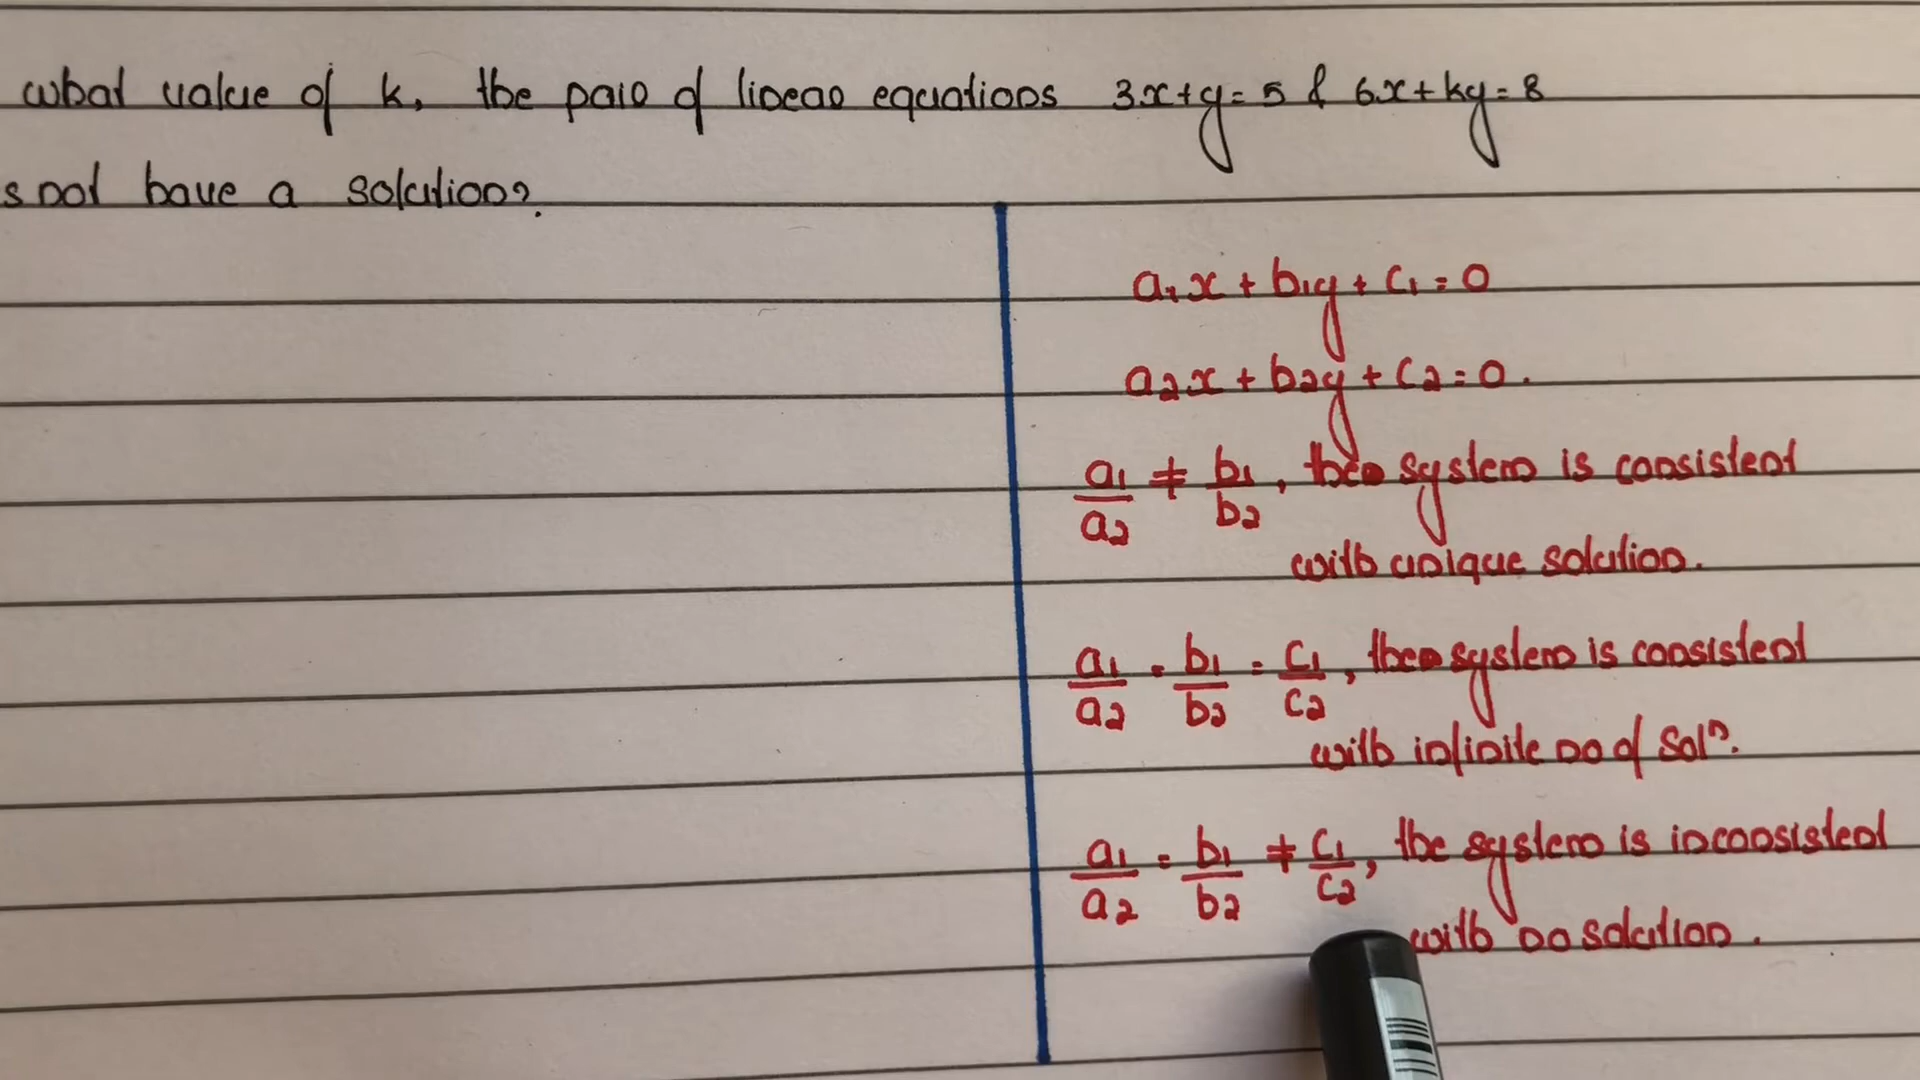 what value of k, the pair of linear equations 3x+y=5 & 6x+ky=8
s not have a solution?
a₁x + b₁y + c₁ = 0
a₂x + b₂y + c₂ = 0.
a₁/a₂ ≠ b₁/b₂, then system is consistent
with unique solution.
a₁/a₂ = b₁/b₂ = c₁/c₂, then system is consistent
with infinite no of solⁿ.
a₁/a₂ = b₁/b₂ ≠ c₁/c₂, the system is inconsistent
with no solution.